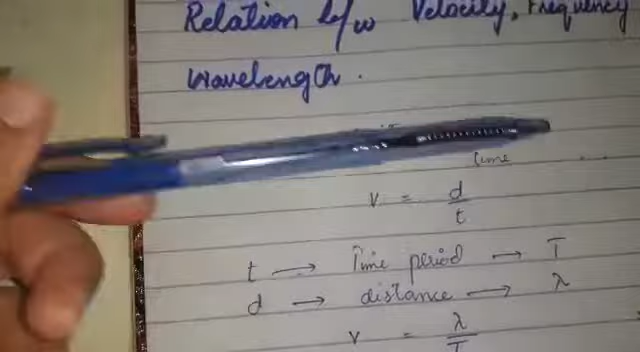 Relation b/w Velocity, Frequency
wavelength.
time
v = d/t
t → Time period → T
d → distance → λ
v = λ/T